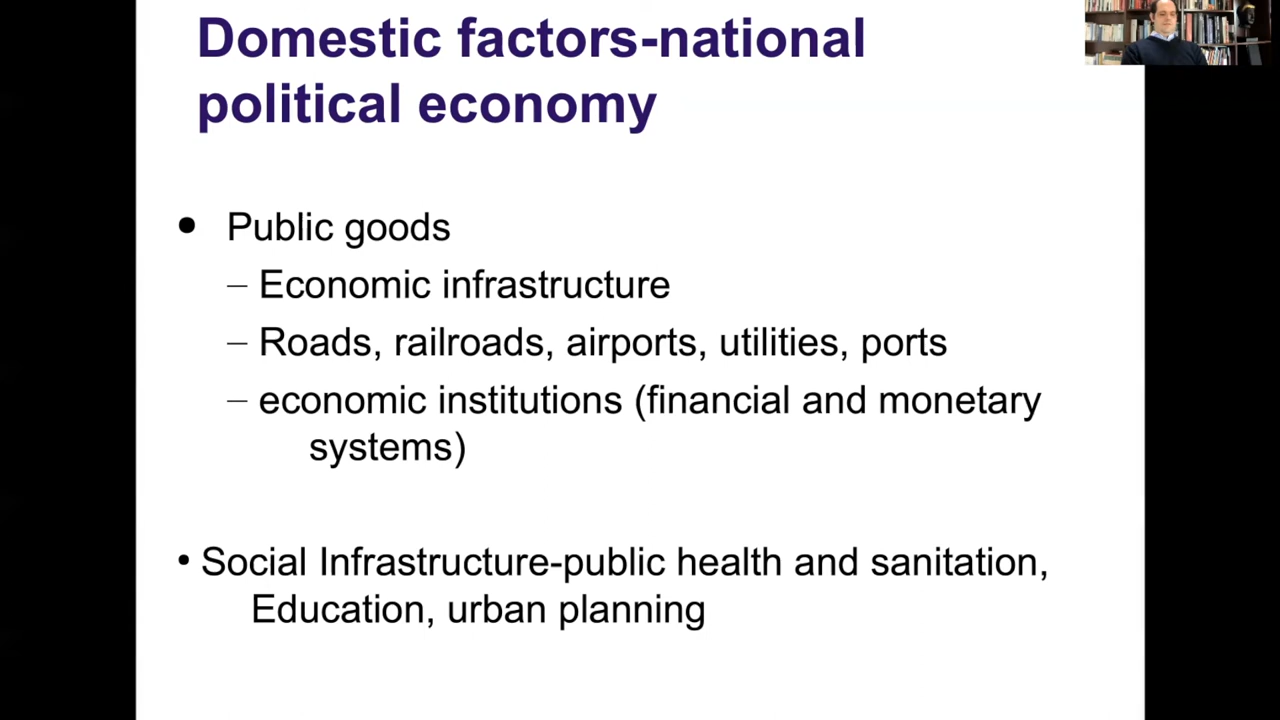 Domestic factors-national
political economy
• Public goods
– Economic infrastructure
– Roads, railroads, airports, utilities, ports
– economic institutions (financial and monetary
systems)
• Social Infrastructure-public health and sanitation,
Education, urban planning